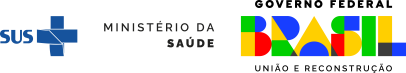 SUS
MINISTÉRIO DA
SAÚDE
GOVERNO FEDERAL
BRASIL
UNIÃO E RECONSTRUÇÃO